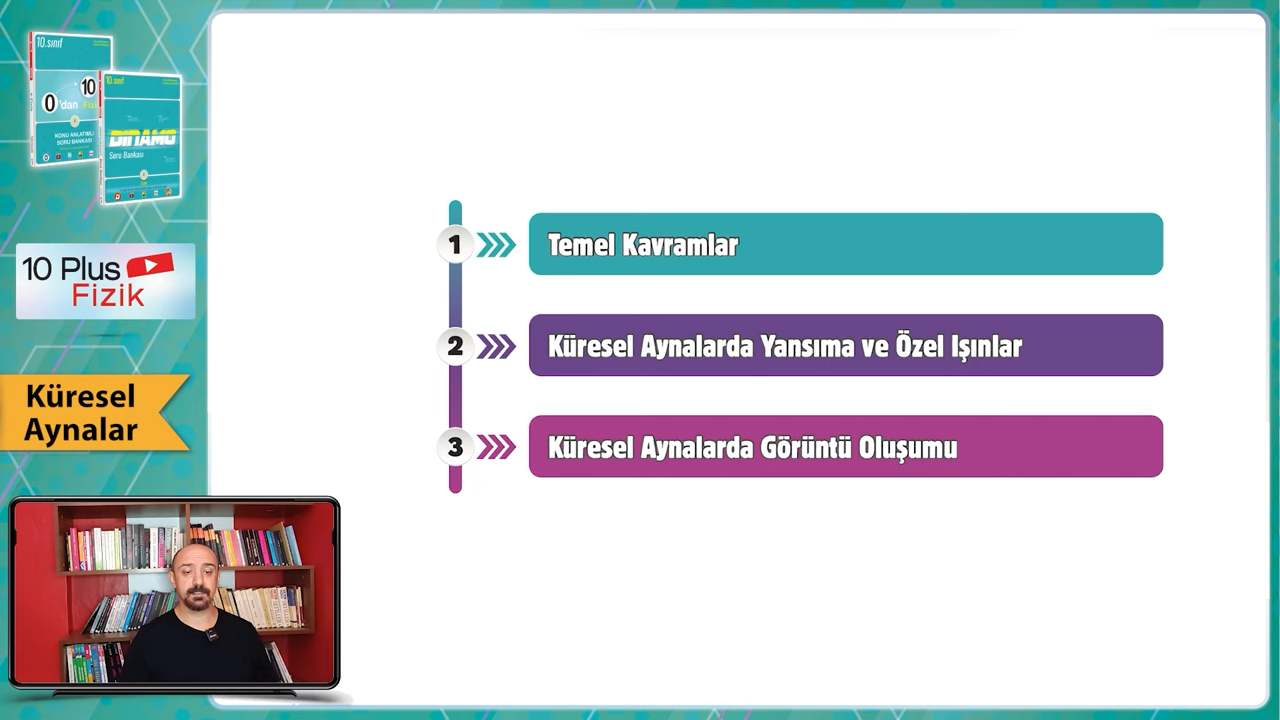 10.sınıf
0'dan 10
Fizik
KONU ANLATIMLI
SORU BANKASI
10. sınıf
DİNAMO
Soru Bankası
10 Plus
Fizik
Küresel
Aynalar
1 Temel Kavramlar
2 Küresel Aynalarda Yansıma ve Özel Işınlar
3 Küresel Aynalarda Görüntü Oluşumu